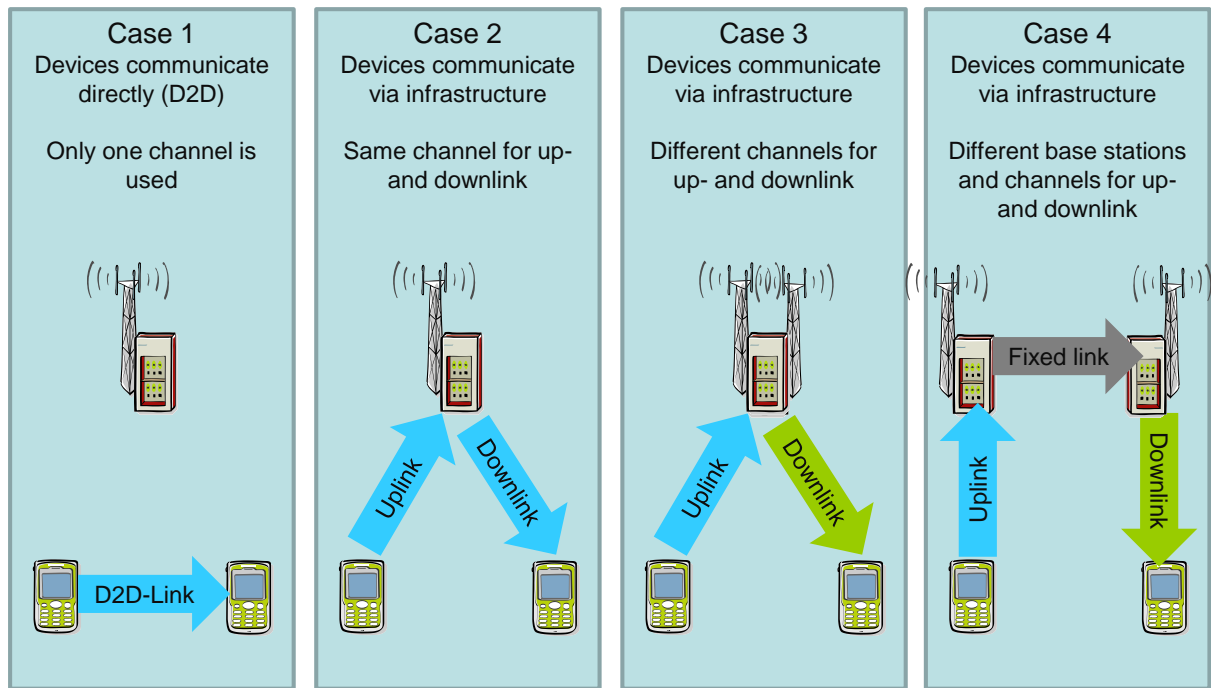 Case 1
Devices communicate
directly (D2D)
Only one channel is
used
D2D-Link
Case 2
Devices communicate
via infrastructure
Same channel for up-
and downlink
Uplink
Downlink
Case 3
Devices communicate
via infrastructure
Different channels for
up- and downlink
Uplink
Downlink
Case 4
Devices communicate
via infrastructure
Different base stations
and channels for up-
and downlink
Fixed link
Uplink
Downlink